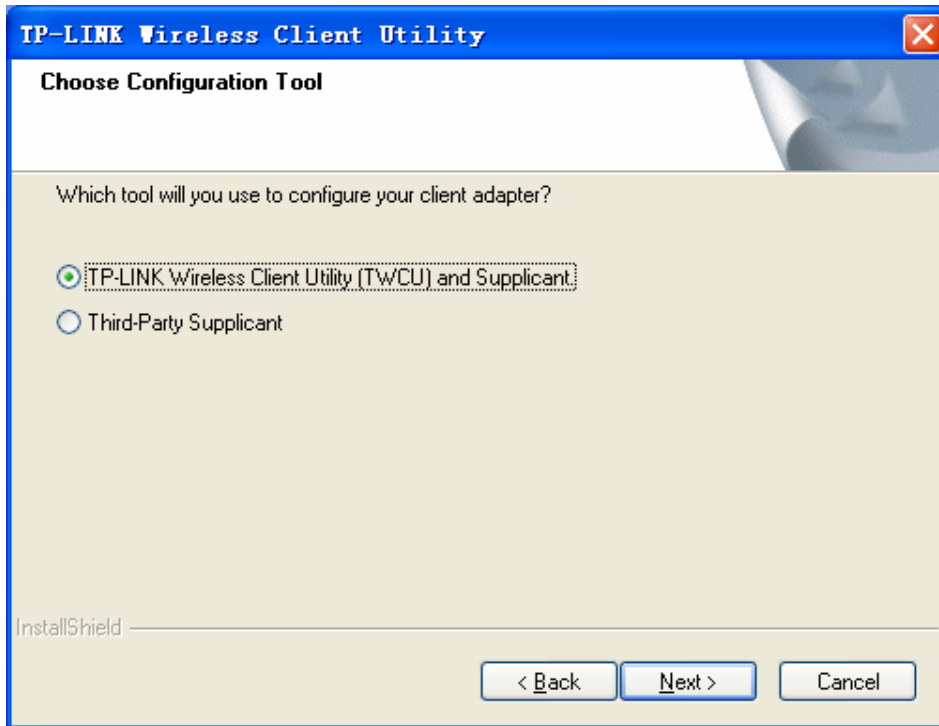 TP-LINK Wireless Client Utility
Choose Configuration Tool
Which tool will you use to configure your client adapter?
TP-LINK Wireless Client Utility (TWCU) and Supplicant.
Third-Party Supplicant
InstallShield
< Back
Next >
Cancel